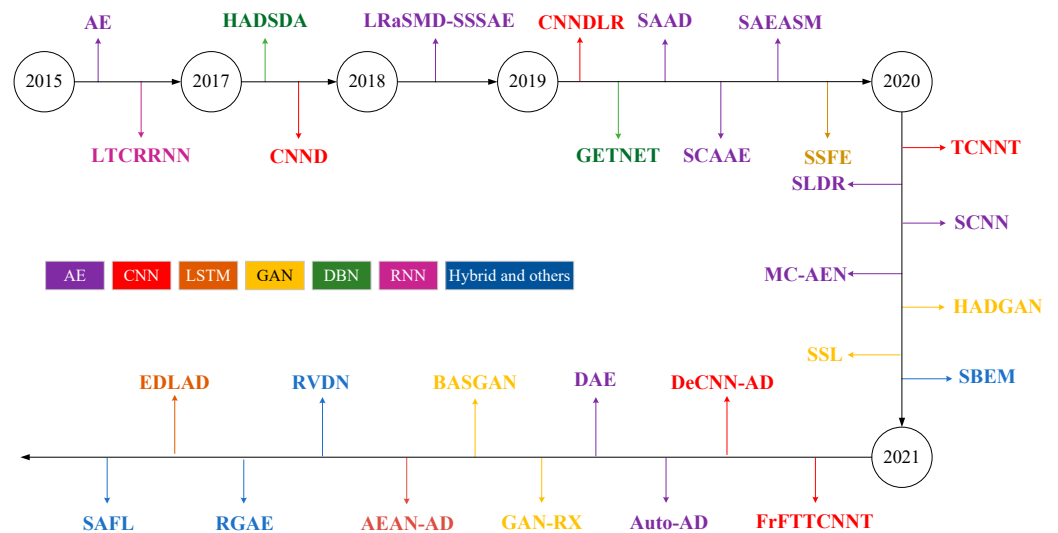 AE
HADSDA
LRaSMD-SSSAE
CNNDLR
SAAD
SAEASM
2015
2017
2018
2019
2020
LTCRRNN
CNND
GETNET
SCAAE
SSFE
TCNNT
SLDR
SCNN
MC-AEN
HADGAN
SSL
SBEM
AE
CNN
LSTM
GAN
DBN
RNN
Hybrid and others
EDLAD
RVDN
BASGAN
DAE
DeCNN-AD
2021
SAFL
RGAE
AEAN-AD
GAN-RX
Auto-AD
FrFTTCNNT